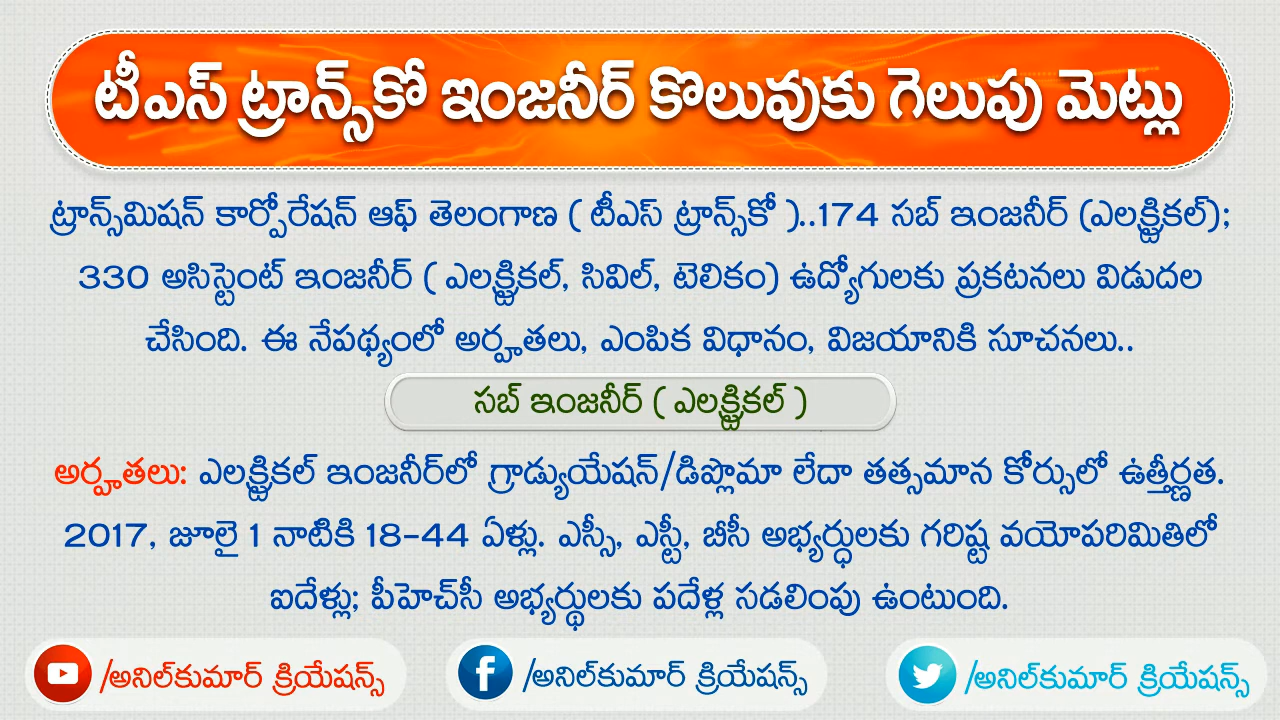 టీఎస్ ట్రాన్స్‌కో ఇంజనీర్ కొలువుకు గెలుపు మెట్లు
ట్రాన్స్‌మిషన్ కార్పోరేషన్ ఆఫ్ తెలంగాణ ( టీఎస్ ట్రాన్స్‌కో )..174 సబ్ ఇంజనీర్ (ఎలక్ట్రికల్);
330 అసిస్టెంట్ ఇంజనీర్ ( ఎలక్ట్రికల్, సివిల్, టెలికం) ఉద్యోగులకు ప్రకటనలు విడుదల
చేసింది. ఈ నేపథ్యంలో అర్హతలు, ఎంపిక విధానం, విజయానికి సూచనలు..
సబ్ ఇంజనీర్ ( ఎలక్ట్రికల్ )
అర్హతలు: ఎలక్ట్రికల్ ఇంజనీర్‌లో గ్రాడ్యుయేషన్/డిప్లొమా లేదా తత్సమాన కోర్సులో ఉత్తీర్ణత.
2017, జూలై 1 నాటికి 18-44 ఏళ్లు. ఎస్సీ, ఎస్టీ, బీసీ అభ్యర్ధులకు గరిష్ట వయోపరిమితిలో
ఐదేళ్లు; పీహెచ్‌సీ అభ్యర్థులకు పదేళ్ల సడలింపు ఉంటుంది.
/అనిల్‌కుమార్ క్రియేషన్స్ /అనిల్‌కుమార్ క్రియేషన్స్ /అనిల్‌కుమార్ క్రియేషన్స్